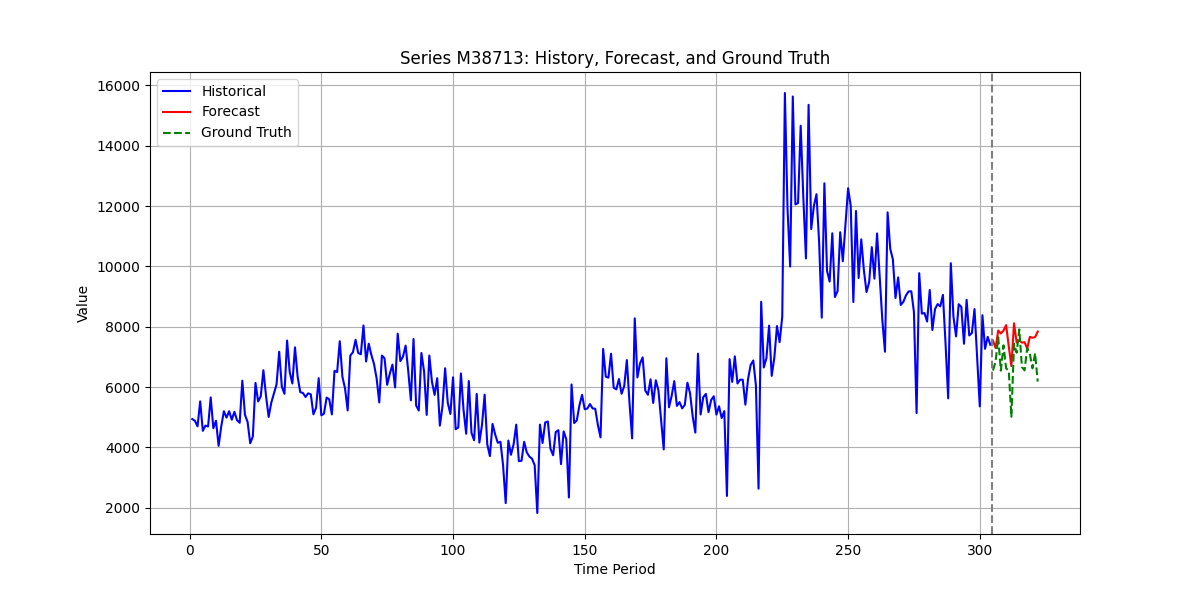 Series M38713: History, Forecast, and Ground Truth
Historical
Forecast
Ground Truth
16000
14000
12000
10000
8000
6000
4000
2000
Value
0 50 100 150 200 250 300
Time Period